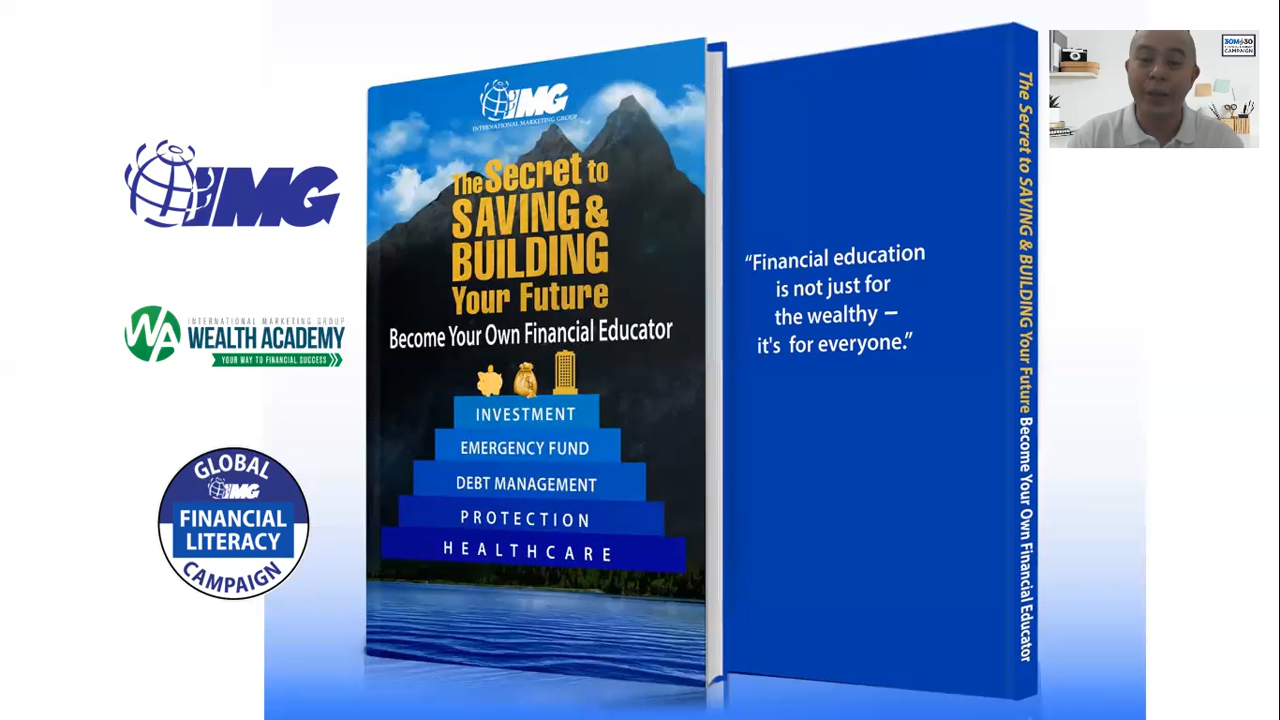 IMG
INTERNATIONAL MARKETING GROUP
WA
WEALTH ACADEMY
YOUR WAY TO FINANCIAL SUCCESS
GLOBAL
IMG
FINANCIAL
LITERACY
CAMPAIGN
IMG
INTERNATIONAL MARKETING GROUP
The Secret to
SAVING &
BUILDING
Your Future
Become Your Own Financial Educator
INVESTMENT
EMERGENCY FUND
DEBT MANAGEMENT
PROTECTION
HEALTHCARE
“Financial education
is not just for
the wealthy –
it's for everyone.”
The Secret to SAVING & BUILDING Your Future Become Your Own Financial Educator
30M 30
CAMPAIGN